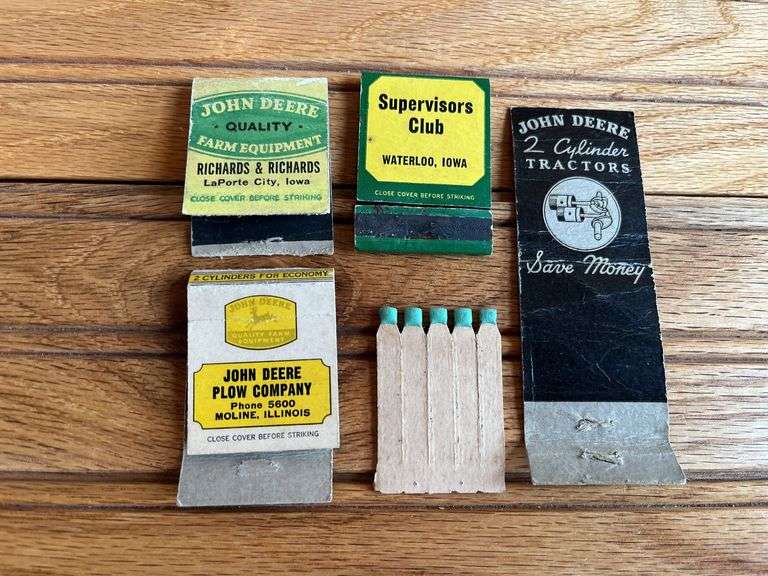 JOHN DEERE
· QUALITY ·
FARM EQUIPMENT
RICHARDS & RICHARDS
LaPorte City, Iowa
CLOSE COVER BEFORE STRIKING
Supervisors
Club
WATERLOO, IOWA
CLOSE COVER BEFORE STRIKING
JOHN DEERE
2 Cylinder
TRACTORS
Save Money
2 CYLINDERS FOR ECONOMY
JOHN DEERE
QUALITY FARM
EQUIPMENT
JOHN DEERE
PLOW COMPANY
Phone 5600
MOLINE, ILLINOIS
CLOSE COVER BEFORE STRIKING